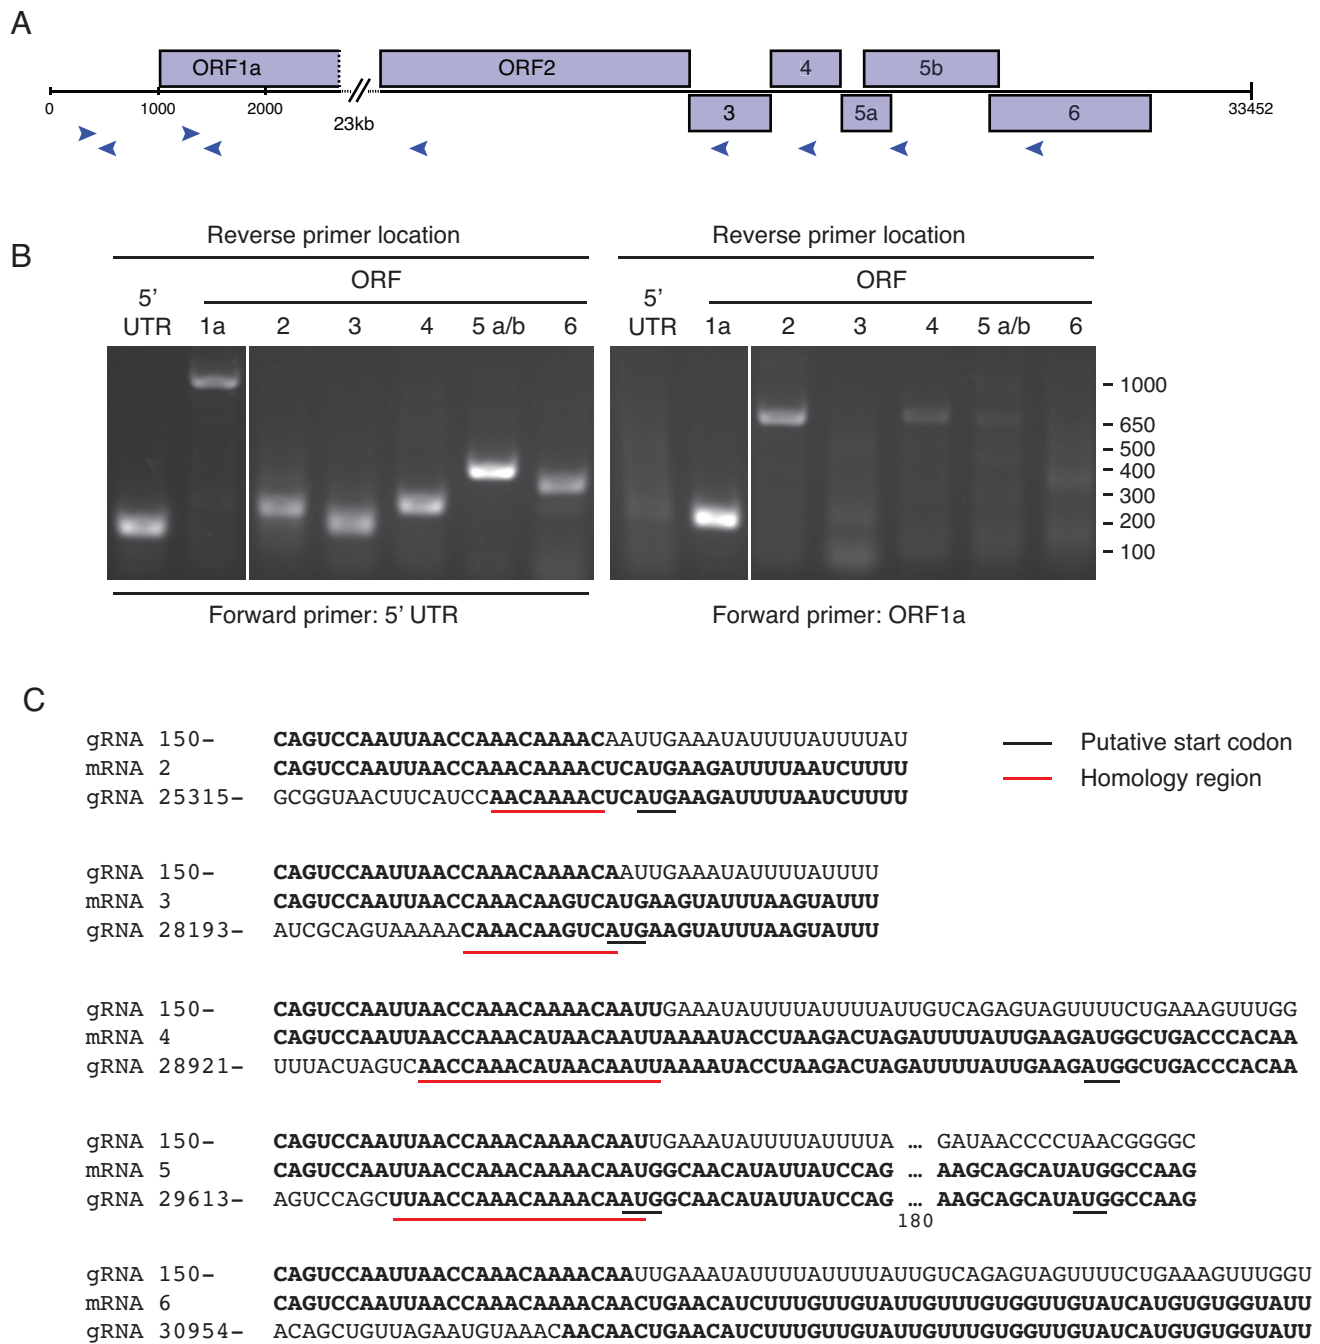 A
ORF1a
ORF2
4
5b
3
5a
6
0
1000
2000
23kb
33452
B
Reverse primer location
ORF
5’
UTR 1a 2 3 4 5 a/b 6
Forward primer: 5’ UTR
Reverse primer location
ORF
5’
UTR 1a 2 3 4 5 a/b 6
1000
650
500
400
300
200
100
Forward primer: ORF1a
C
Putative start codon
Homology region
gRNA 150– CAGUCCAAUUAACCAAACAAAACAAUUGAAAUAUUUUAUUUUAU
mRNA 2 CAGUCCAAUUAACCAAACAAAACUCAUGAAGAUUUUAAUCUUUU
gRNA 25315– GCGGUAACUUCAUCCAACAAAACUCAUGAAGAUUUUAAUCUUUU
gRNA 150– CAGUCCAAUUAACCAAACAAAACAAUUGAAAUAUUUUAUUUU
mRNA 3 CAGUCCAAUUAACCAAACAAGUCAUGAAGUAUUUAAGUAUUU
gRNA 28193– AUCGCAGUAAAAACAAACAAGUCAUGAAGUAUUUAAGUAUUU
gRNA 150– CAGUCCAAUUAACCAAACAAAACAAUUGAAAUAUUUUAUUUUAUUGUCAGAGUAGUUUUCUGAAAGUUUGG
mRNA 4 CAGUCCAAUUAACCAAACAUAACAAUUAAAAUACCUAAGACUAGAUUUUAUUGAAGAUGGCUGACCCACAA
gRNA 28921– UUUACUAGUCAACCAAACAUAACAAUUAAAAUACCUAAGACUAGAUUUUAUUGAAGAUGGCUGACCCACAA
gRNA 150– CAGUCCAAUUAACCAAACAAAACAAUUGAAAUAUUUUAUUUUA ... GAUAACCCCUAACGGGGC
mRNA 5 CAGUCCAAUUAACCAAACAAAACAAUGGCAACAUAUUAUCCAG ... AAGCAGCAUAUGGCCAAG
gRNA 29613– AGUCCAGCUUAACCAAACAAAACAAUGGCAACAUAUUAUCCAG ... AAGCAGCAUAUGGCCAAG
180
gRNA 150– CAGUCCAAUUAACCAAACAAAACAAUUGAAAUAUUUUAUUUUAUUGUCAGAGUAGUUUUCUGAAAGUUUGGU
mRNA 6 CAGUCCAAUUAACCAAACAAAACAACUGAACAUCUUUGUUGUAUUGUUUGUGGUUGUAUCAUGUGUGGUAUU
gRNA 30954– ACAGCUGUUAGAAUGUAAACAACAACUGAACAUCUUUGUUGUAUUGUUUGUGGUUGUAUCAUGUGUGGUAUU